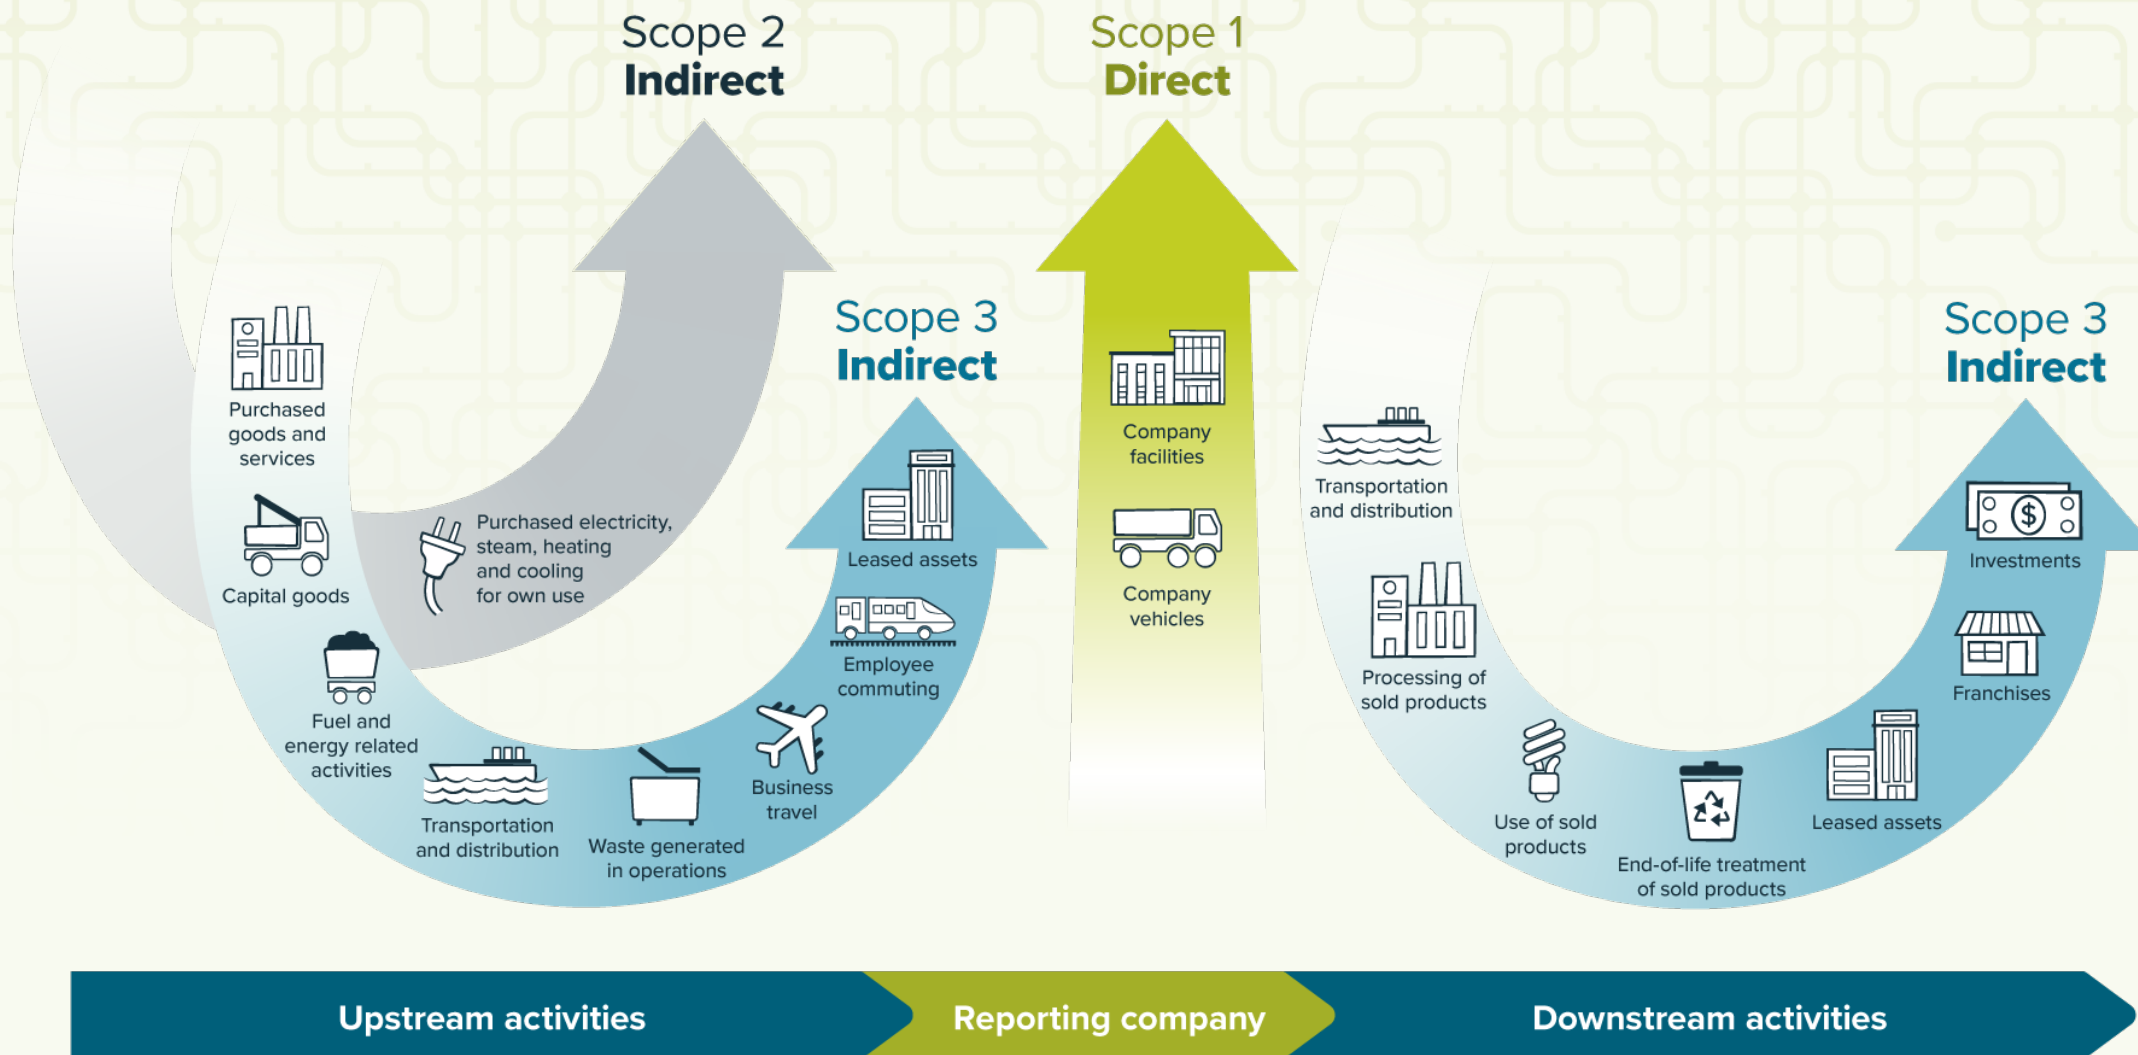 Scope 2
Indirect
Scope 1
Direct
Scope 3
Indirect
Scope 3
Indirect
Purchased
goods and
services
Capital goods
Fuel and
energy related
activities
Transportation
and distribution
Waste generated
in operations
Business
travel
Employee
commuting
Leased assets
Purchased electricity,
steam, heating
and cooling
for own use
Company
facilities
Company
vehicles
Transportation
and distribution
Processing of
sold products
Use of sold
products
End-of-life treatment
of sold products
Leased assets
Franchises
$
Investments
Upstream activities
Reporting company
Downstream activities